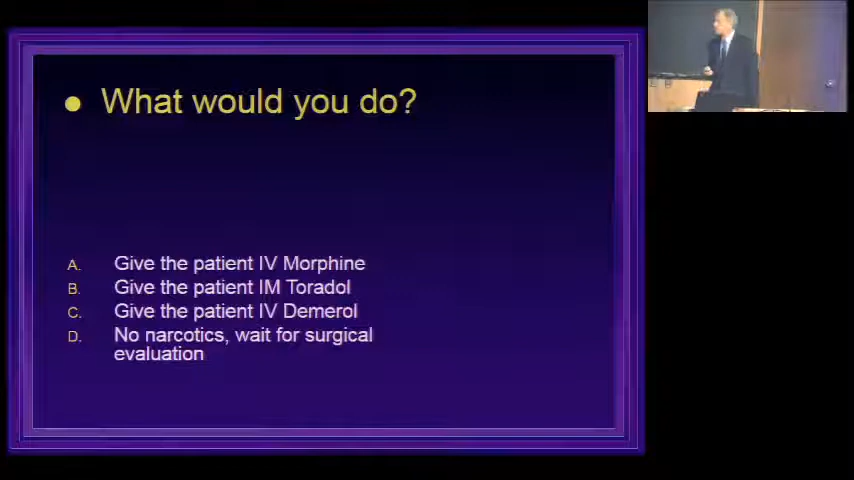 What would you do?
A. Give the patient IV Morphine
B. Give the patient IM Toradol
C. Give the patient IV Demerol
D. No narcotics, wait for surgical
evaluation